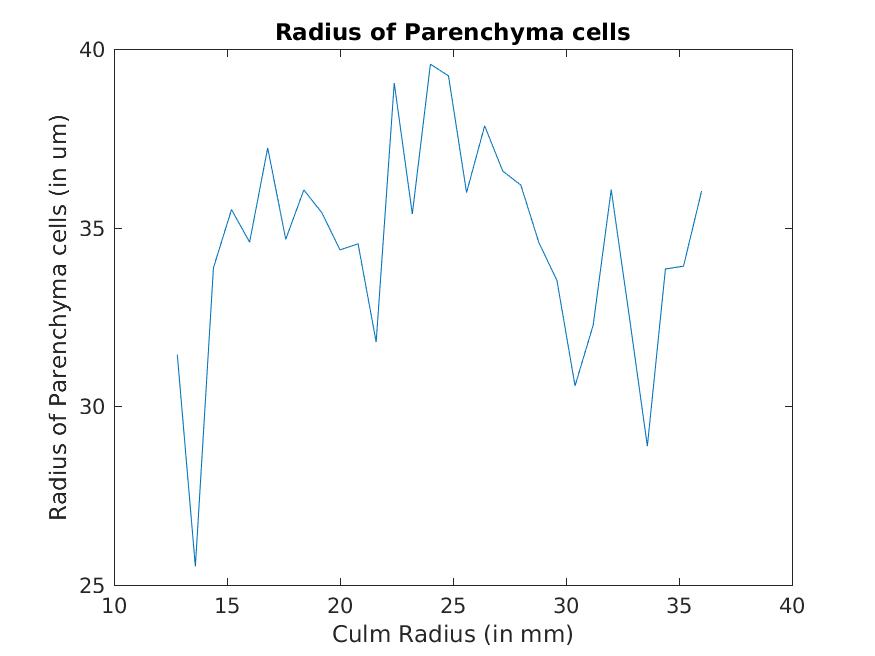 Radius of Parenchyma cells
40
35
30
25
Radius of Parenchyma cells (in um)
10 15 20 25 30 35 40
Culm Radius (in mm)